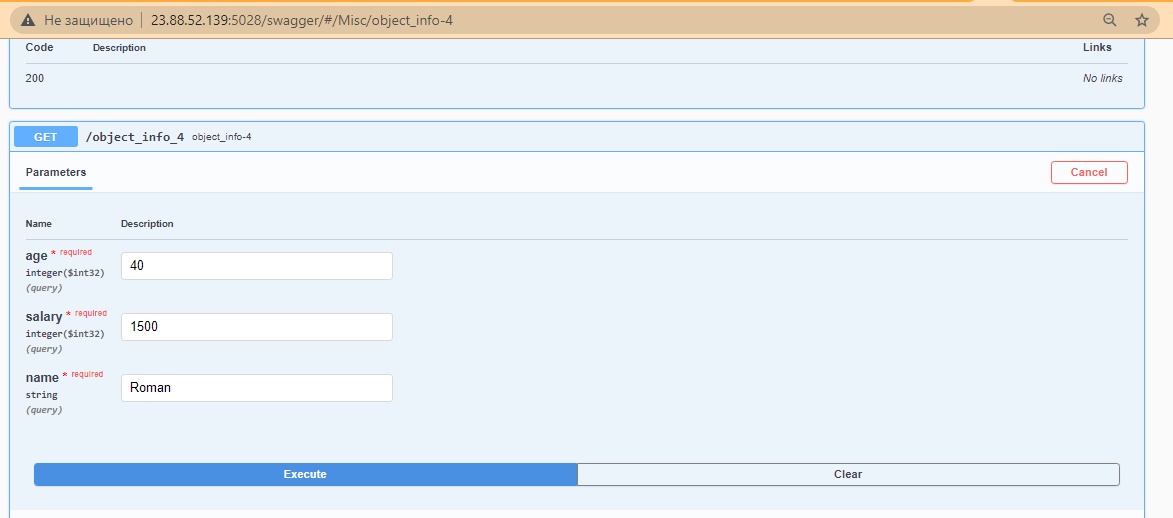 Не защищено 23.88.52.139:5028/swagger/#/Misc/object_info-4
Code Description Links
200 No links
GET /object_info_4 object_info-4
Parameters Cancel
Name Description
age * required
integer($int32)
(query)
40
salary * required
integer($int32)
(query)
1500
name * required
string
(query)
Roman
Execute Clear